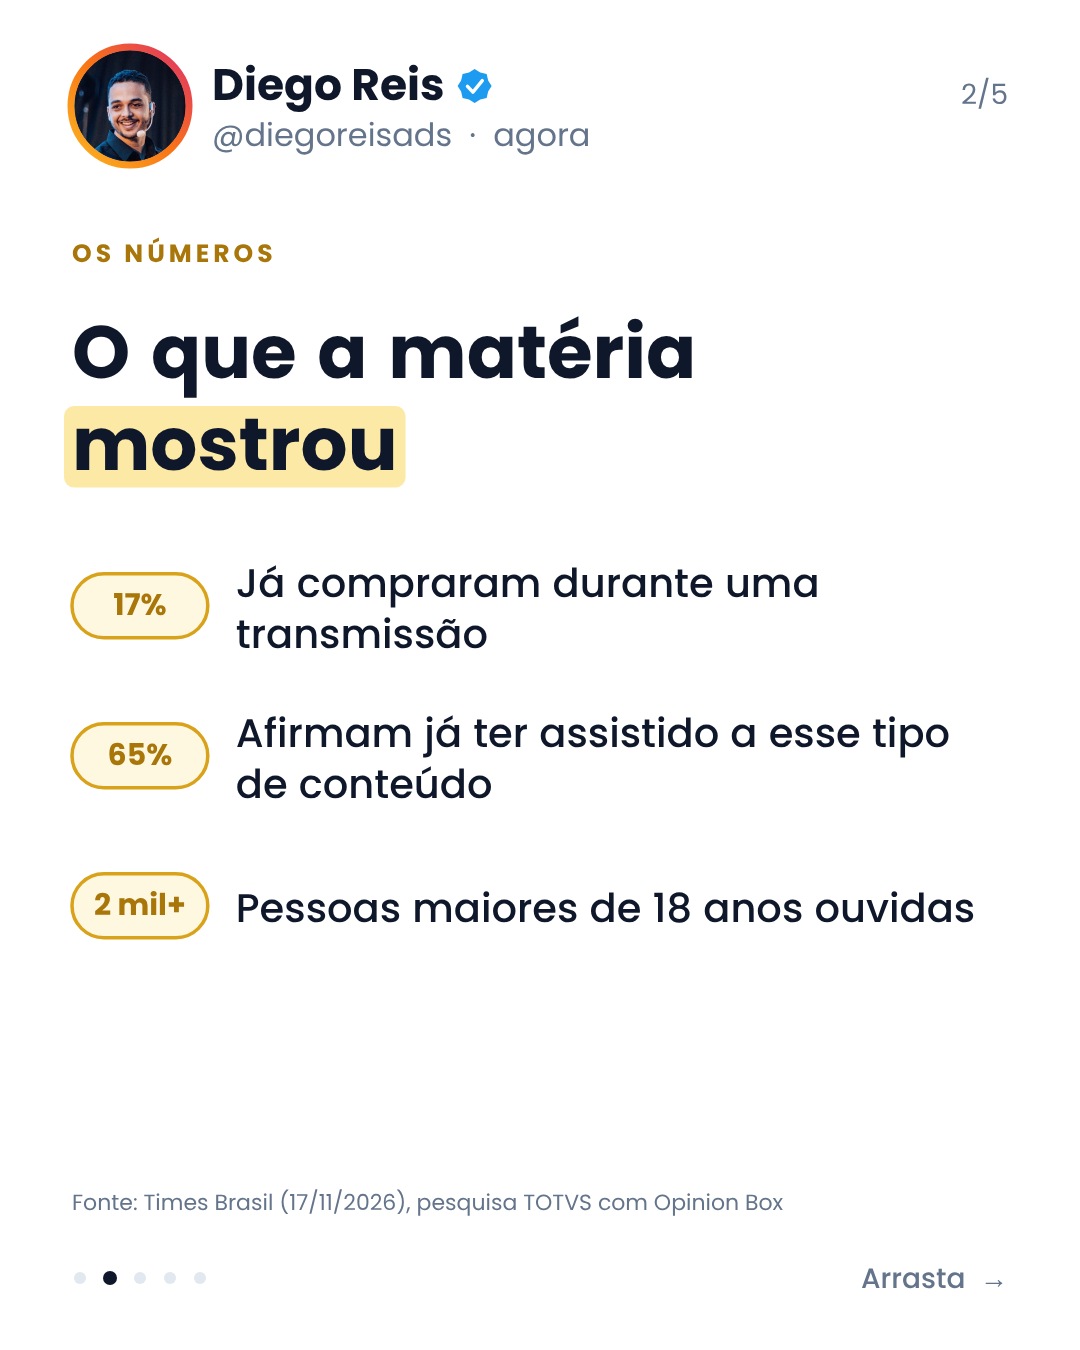 Diego Reis
@diegoreisads · agora
2/5
OS NÚMEROS
O que a matéria
mostrou
17%
Já compraram durante uma
transmissão
65%
Afirmam já ter assistido a esse tipo
de conteúdo
2 mil+
Pessoas maiores de 18 anos ouvidas
Fonte: Times Brasil (17/11/2026), pesquisa TOTVS com Opinion Box
Arrasta →